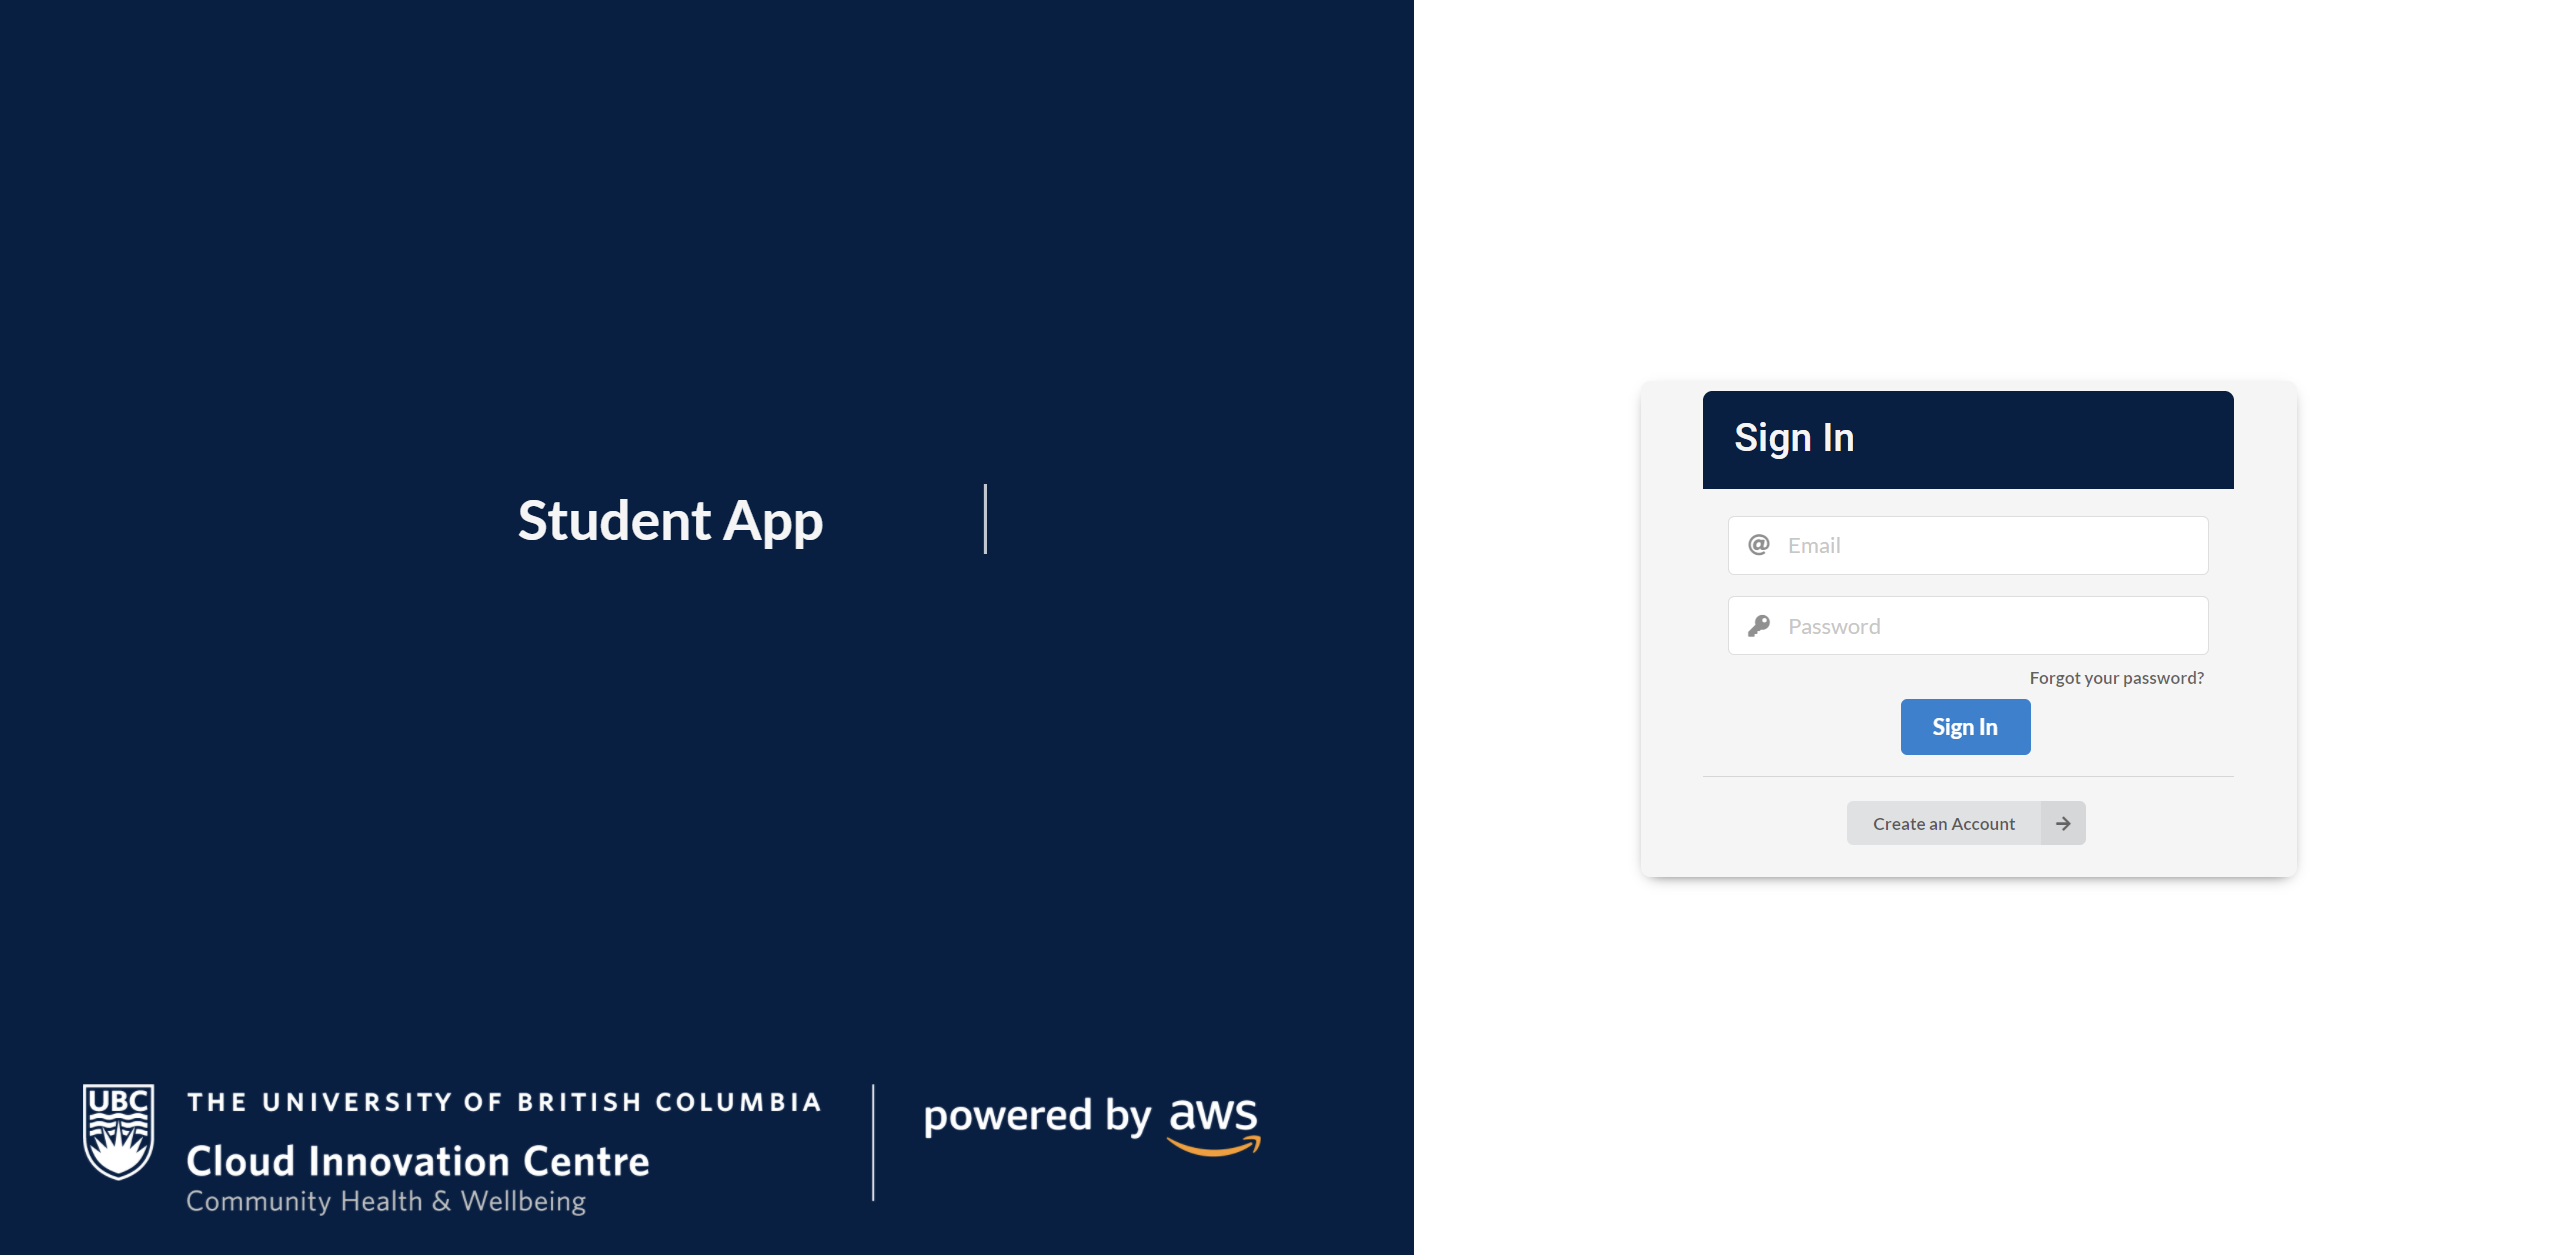 Student App
UBC
THE UNIVERSITY OF BRITISH COLUMBIA
Cloud Innovation Centre
Community Health & Wellbeing
powered by aws
Sign In
@ Email
Password
Forgot your password?
Sign In
Create an Account